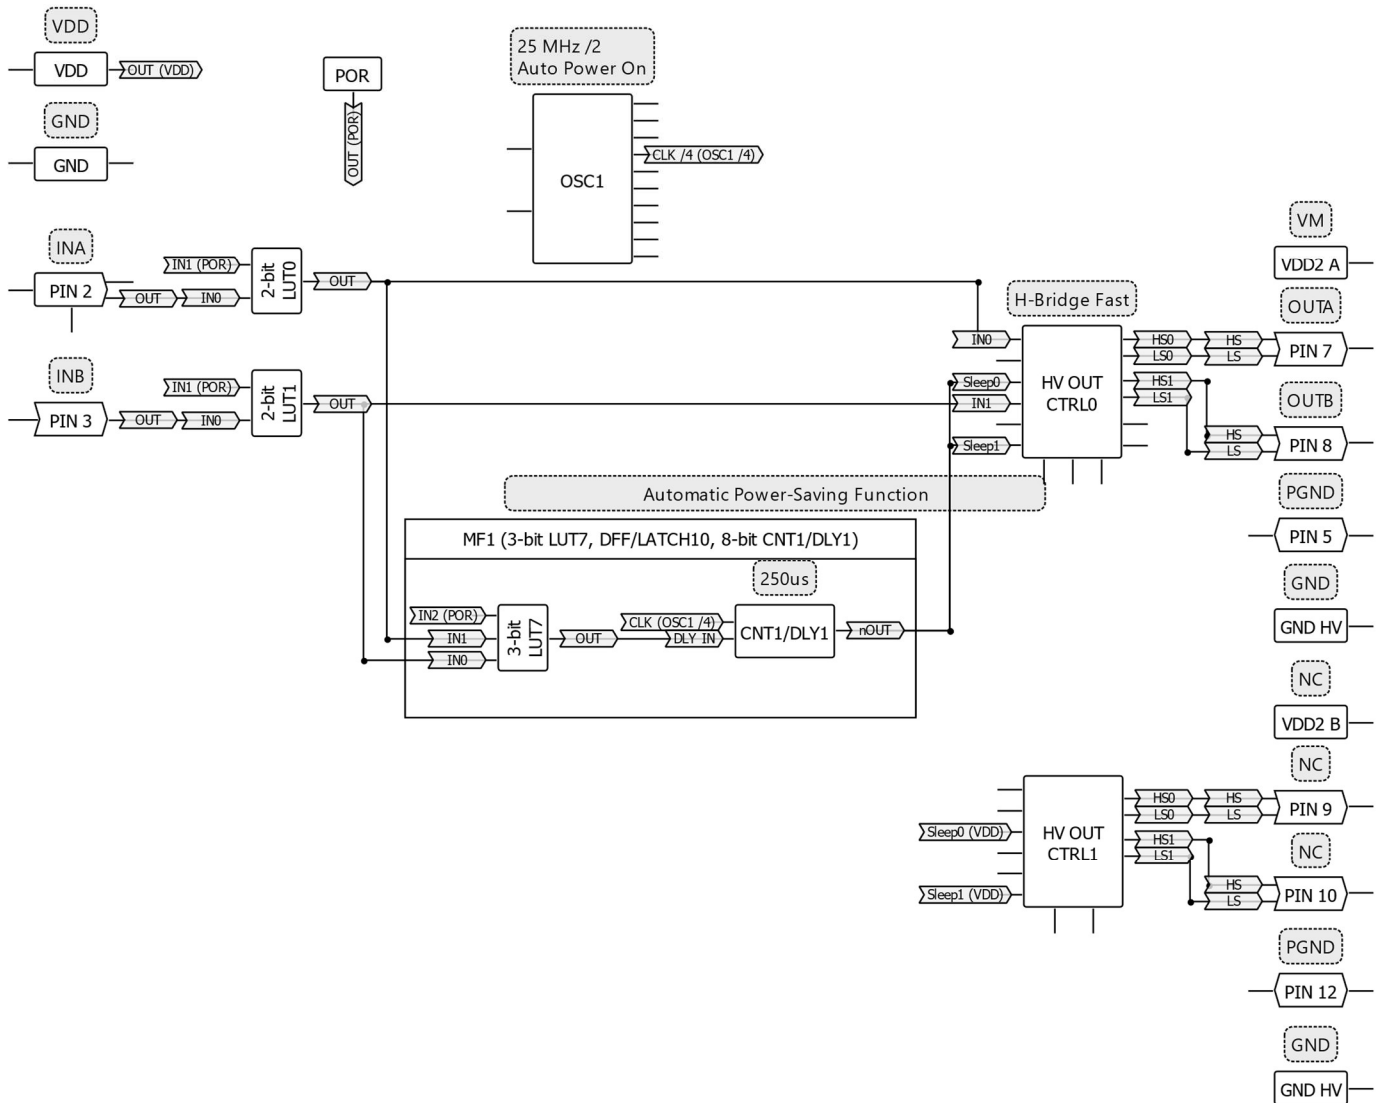 VDD
VDD
OUT (VDD)
GND
GND
POR
OUT (POR)
25 MHz /2
Auto Power On
OSC1
CLK /4 (OSC1 /4)
INA
PIN 2
OUT
IN0
IN1 (POR)
2-bit
LUT0
OUT
INB
PIN 3
OUT
IN0
IN1 (POR)
2-bit
LUT1
OUT
H-Bridge Fast
IN0
Sleep0
IN1
Sleep1
HV OUT
CTRL0
HS0
LS0
HS1
LS1
HS
LS
HS
LS
VM
VDD2 A
OUTA
PIN 7
OUTB
PIN 8
PGND
PIN 5
GND
GND HV
Automatic Power-Saving Function
MF1 (3-bit LUT7, DFF/LATCH10, 8-bit CNT1/DLY1)
250us
IN2 (POR)
IN1
IN0
3-bit
LUT7
OUT
CLK (OSC1 /4)
DLY IN
CNT1/DLY1
nOUT
NC
VDD2 B
Sleep0 (VDD)
Sleep1 (VDD)
HV OUT
CTRL1
HS0
LS0
HS1
LS1
HS
LS
HS
LS
NC
PIN 9
NC
PIN 10
PGND
PIN 12
GND
GND HV